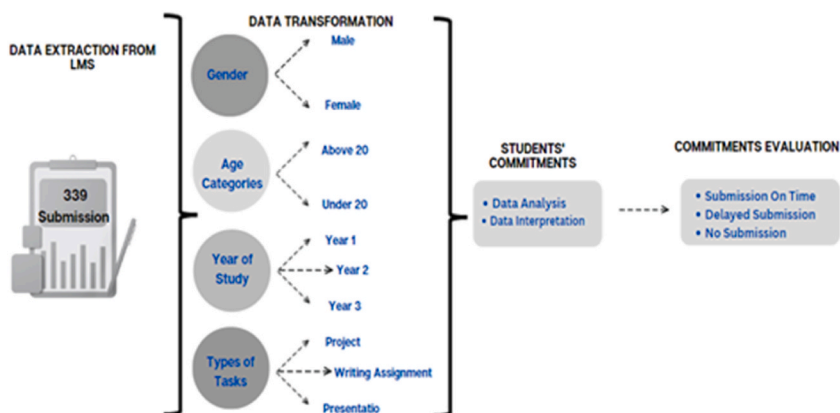 DATA EXTRACTION FROM
LMS
339
Submission
DATA TRANSFORMATION
Gender
Male
Female
Age
Categories
Above 20
Under 20
Year of
Study
Year 1
Year 2
Year 3
Types of
Tasks
Project
Writing Assignment
Presentatio
STUDENTS'
COMMITMENTS
• Data Analysis
• Data Interpretation
COMMITMENTS EVALUATION
• Submission On Time
• Delayed Submission
• No Submission